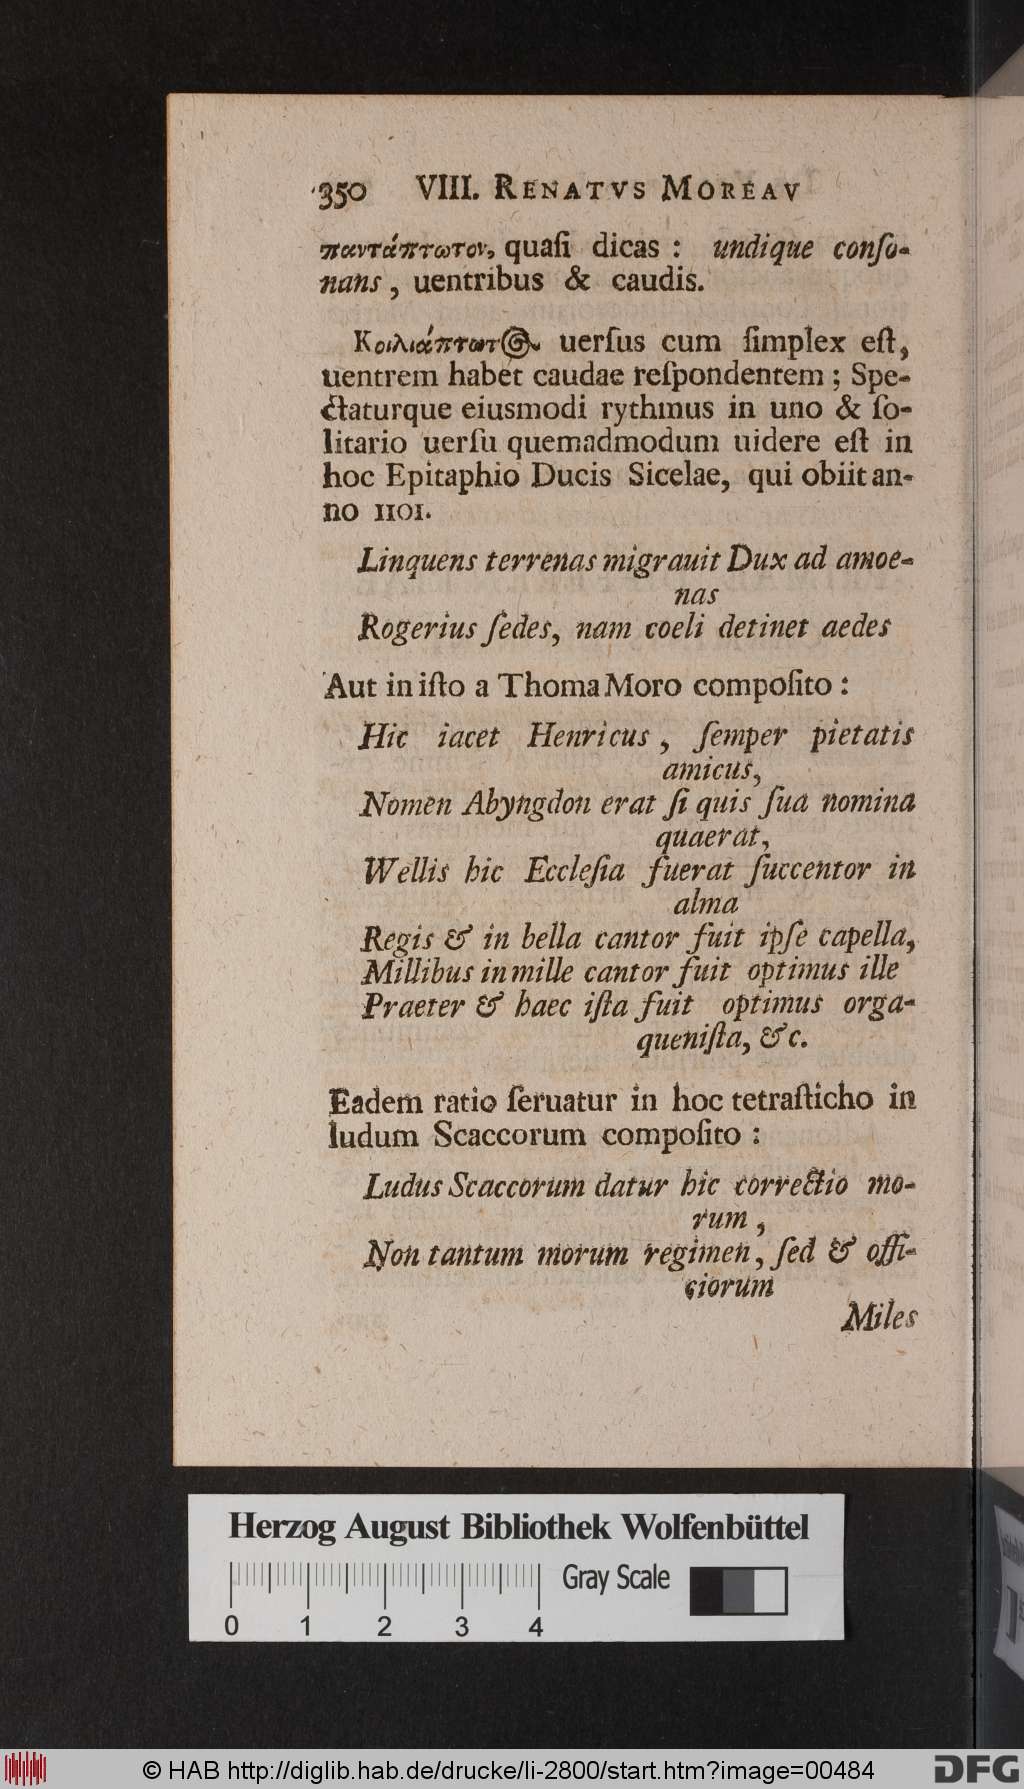 350 VIII. RENATVS MOREAV
παντάπτωτον, quaſi dicas : undique conſo-
nans , uentribus & caudis.
Κοιλιάπτωτος uerſus cum ſimplex eſt,
uentrem habet caudae reſpondentem ; Spe-
ctaturque eiusmodi rythmus in uno & ſo-
litario uerſu quemadmodum uidere eſt in
hoc Epitaphio Ducis Sicelae, qui obiit an-
no 1101.
Linquens terrenas migrauit Dux ad amoe-
nas
Rogerius ſedes, nam coeli detinet aedes
Aut in iſto a Thoma Moro compoſito :
Hic iacet Henricus , ſemper pietatis
amicus,
Nomen Abyngdon erat ſi quis ſua nomina
quaerat,
Wellis hic Eccleſia fuerat ſuccentor in
alma
Regis & in bella cantor fuit ipſe capella,
Millibus in mille cantor fuit optimus ille
Praeter & haec iſta fuit optimus orga-
queniſta, &c.
Eadem ratio ſeruatur in hoc tetraſticho in
ludum Scaccorum compoſito :
Ludus Scaccorum datur hic correctio mo-
rum ,
Non tantum morum regimen, ſed & offi-
ciorum
Miles
Herzog August Bibliothek Wolfenbüttel
Gray Scale
0 1 2 3 4
© HAB http://diglib.hab.de/drucke/li-2800/start.htm?image=00484
DFG